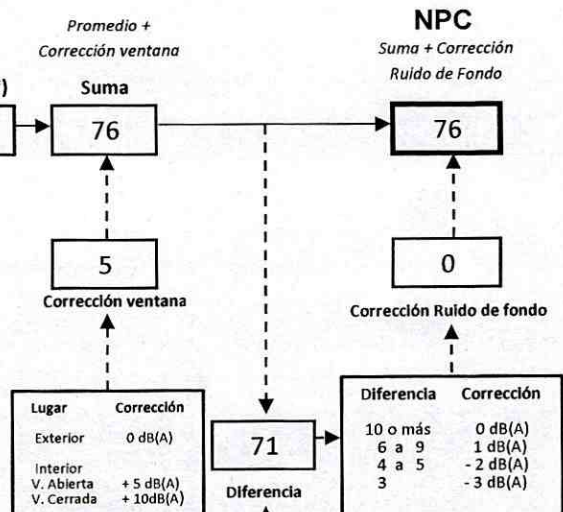 Promedio +
Corrección ventana
Suma
76
5
Corrección ventana
Lugar Corrección
Exterior 0 dB(A)
Interior
V. Abierta + 5 dB(A)
V. Cerrada + 10dB(A)
)
71
Diferencia
NPC
Suma + Corrección
Ruido de Fondo
76
0
Corrección Ruido de fondo
Diferencia Corrección
10 o más 0 dB(A)
6 a 9 1 dB(A)
4 a 5 - 2 dB(A)
3 - 3 dB(A)